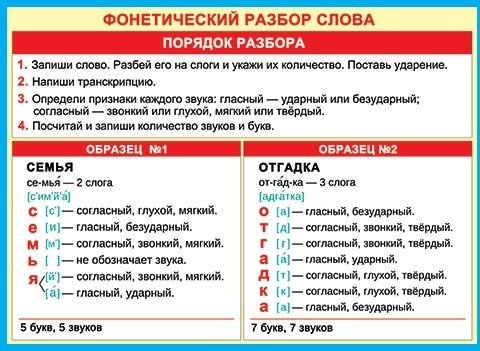 ФОНЕТИЧЕСКИЙ РАЗБОР СЛОВА
ПОРЯДОК РАЗБОРА
1. Запиши слово. Разбей его на слоги и укажи их количество. Поставь ударение.
2. Напиши транскрипцию.
3. Определи признаки каждого звука: гласный — ударный или безударный;
согласный — звонкий или глухой, мягкий или твёрдый.
4. Посчитай и запиши количество звуков и букв.
ОБРАЗЕЦ №1
СЕМЬЯ
се-мья́ — 2 слога
[с'им'й'а́]
с [с'] — согласный, глухой, мягкий.
е [и] — гласный, безударный.
м [м'] — согласный, звонкий, мягкий.
ь [ ] — не обозначает звука.
я [й'] — согласный, звонкий, мягкий.
[а́] — гласный, ударный.
5 букв, 5 звуков
ОБРАЗЕЦ №2
ОТГАДКА
от-га́д-ка — 3 слога
[адга́тка]
о [а] — гласный, безударный.
т [д] — согласный, звонкий, твёрдый.
г [г] — согласный, звонкий, твёрдый.
а [а́] — гласный, ударный.
д [т] — согласный, глухой, твёрдый.
к [к] — согласный, глухой, твёрдый.
а [а] — гласный, безударный.
7 букв, 7 звуков